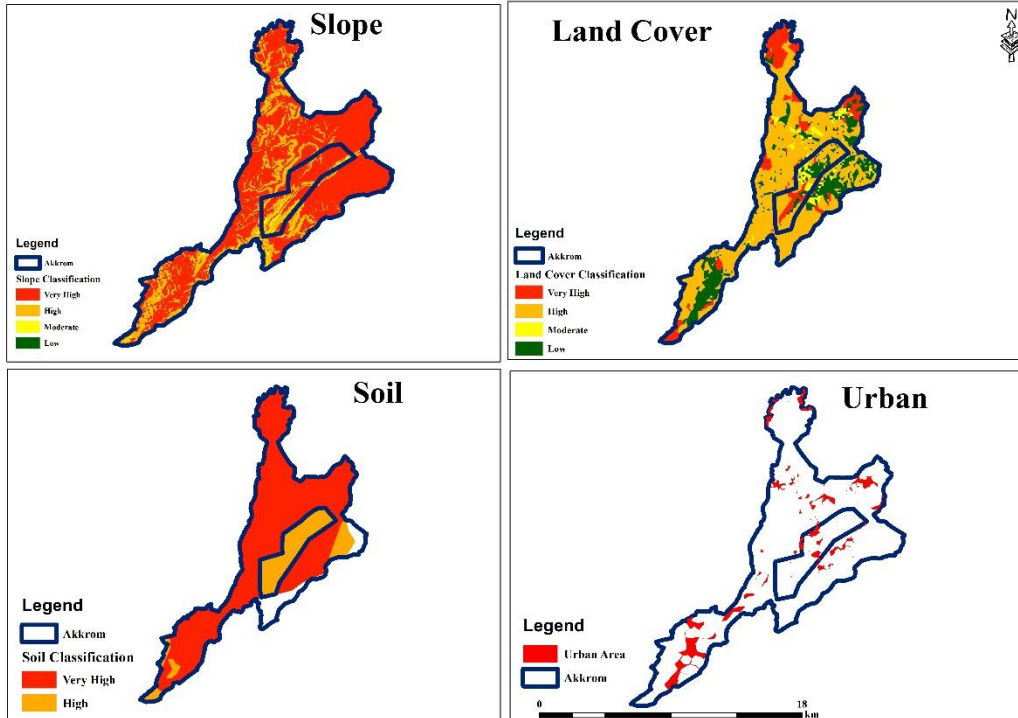 Slope
Legend
Akkrom
Slope Classification
Very High
High
Moderate
Low
Land Cover
N
Legend
Akkrom
Land Cover Classification
Very High
High
Moderate
Low
Soil
Legend
Akkrom
Soil Classification
Very High
High
Urban
Legend
Urban Area
Akkrom
0 18
km